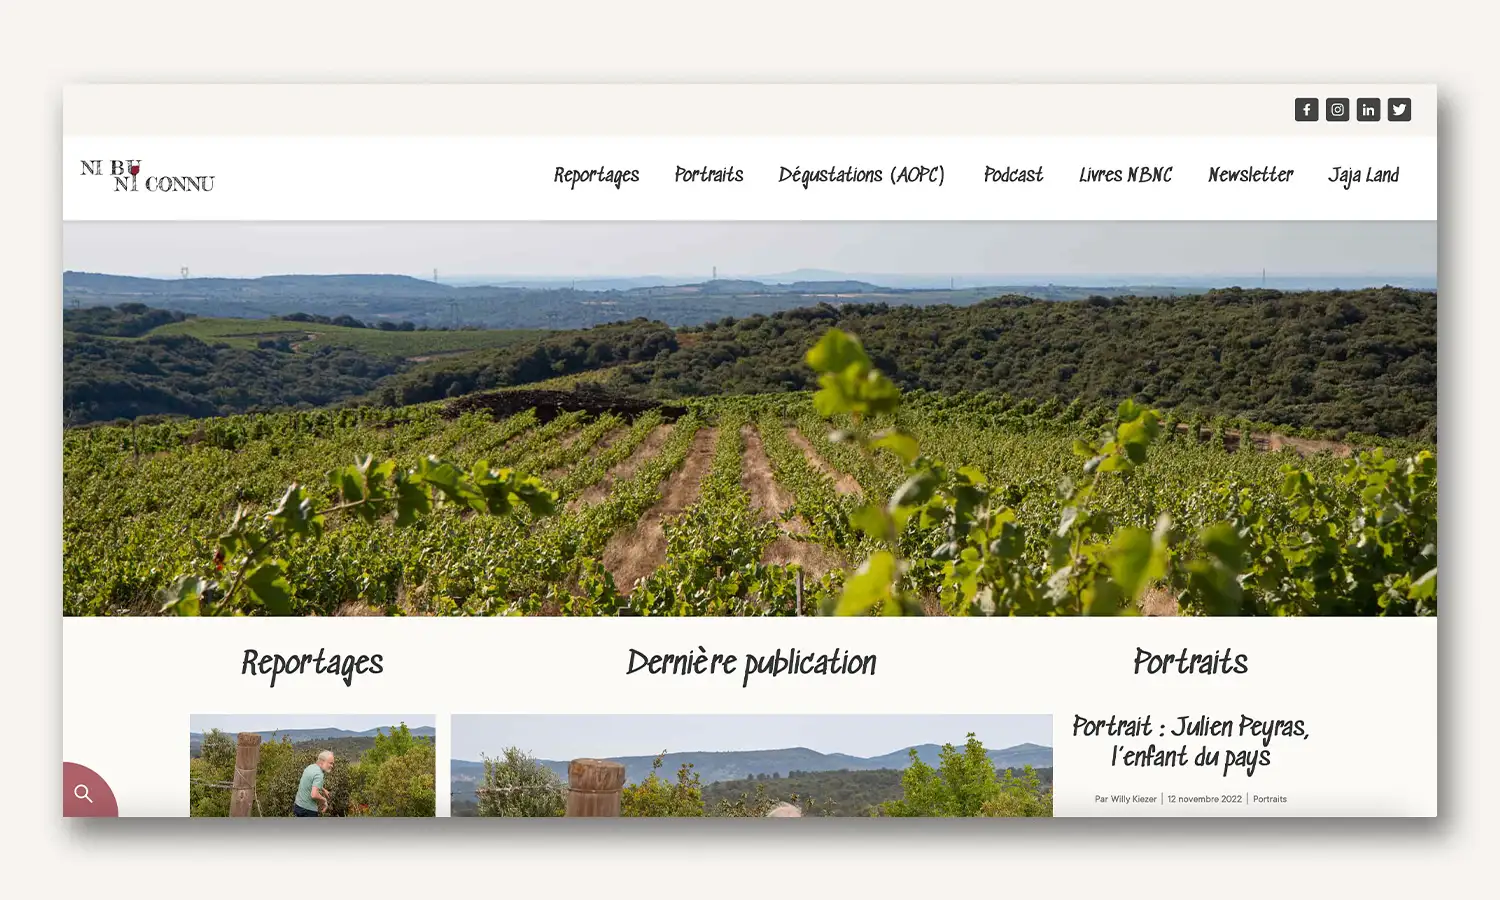 NI BU
NI CONNU
Reportages
Portraits
Dégustations (AOPC)
Podcast
Livres NBNC
Newsletter
Jaja Land
Reportages
Dernière publication
Portraits
Portrait : Julien Peyras,
l'enfant du pays
Par Willy Kiezer | 12 novembre 2022 | Portraits